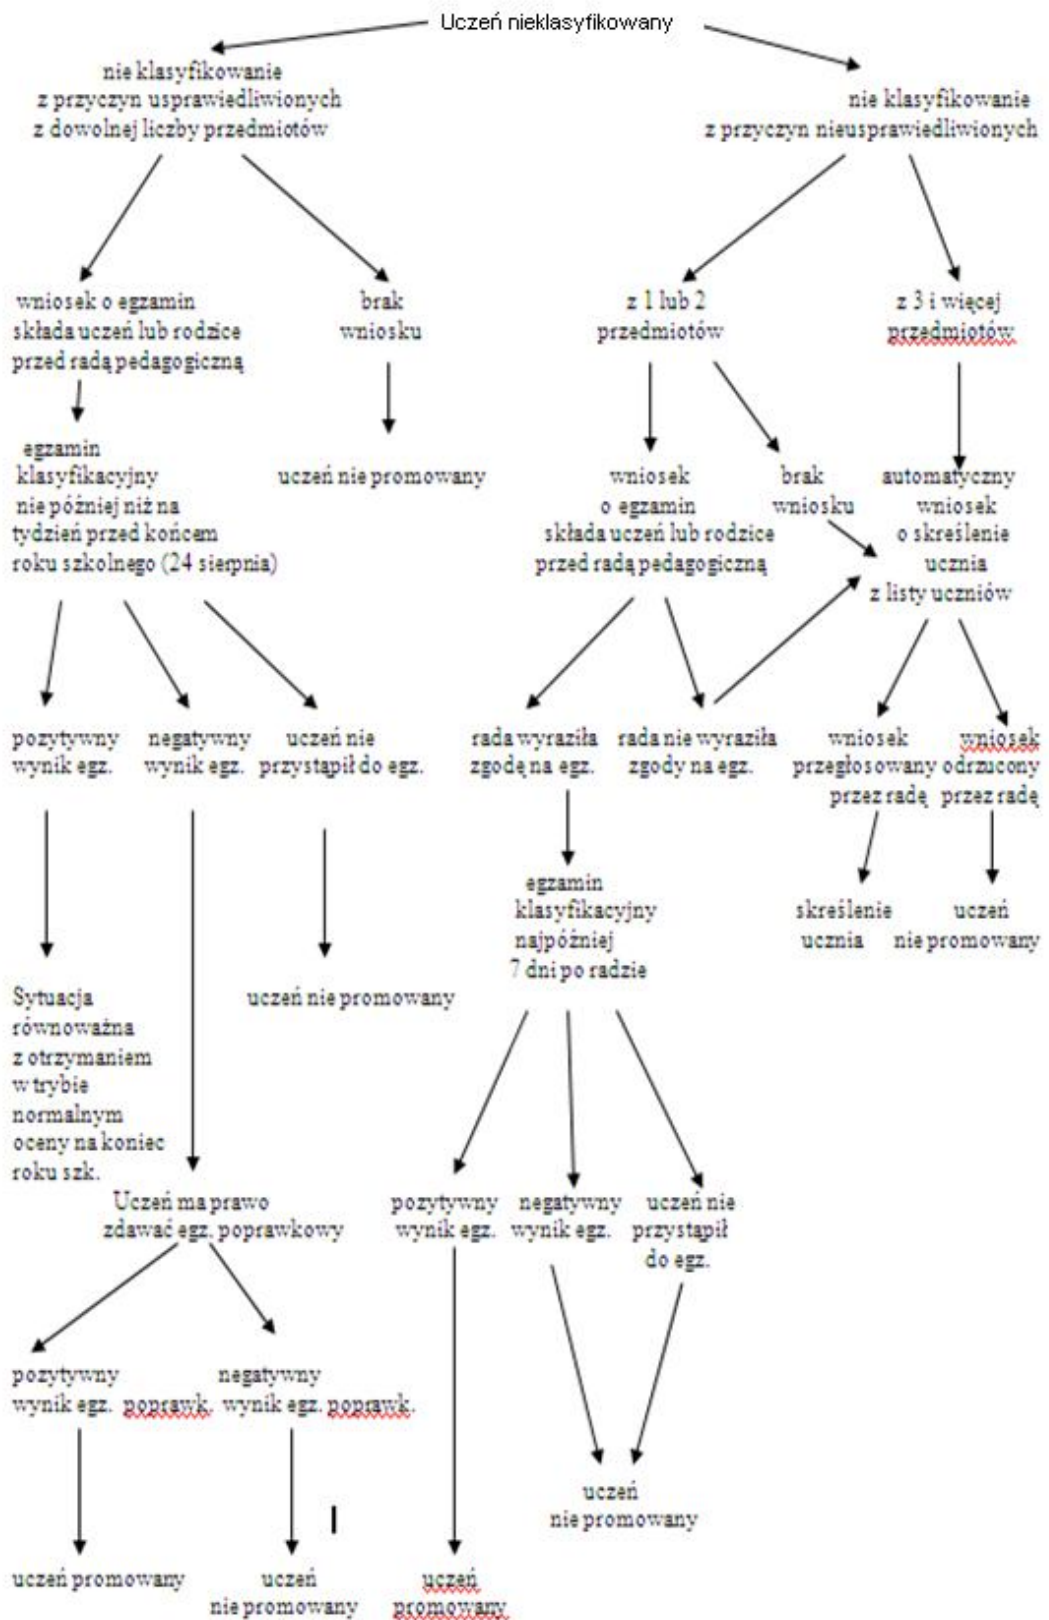 Uczeń nieklasyfikowany
nie klasyfikowanie
z przyczyn usprawiedliwionych
z dowolnej liczby przedmiotów
nie klasyfikowanie
z przyczyn nieusprawiedliwionych
wniosek o egzamin
składa uczeń lub rodzice
przed radą pedagogiczną
brak
wniosku
z 1 lub 2
przedmiotów
z 3 i więcej
przedmiotów
egzamin
klasyfikacyjny
nie później niż na
tydzień przed końcem
roku szkolnego (24 sierpnia)
uczeń nie promowany
wniosek
o egzamin
składa uczeń lub rodzice
przed radą pedagogiczną
brak
wniosku
automatyczny
wniosek
o skreślenie
ucznia
z listy uczniów
pozytywny
wynik egz.
negatywny
wynik egz.
uczeń nie
przystąpił do egz.
rada wyraziła
zgodę na egz.
rada nie wyraziła
zgody na egz.
wniosek
przegłosowany
przez radę
wniosek
odrzucony
przez radę
egzamin
klasyfikacyjny
najpóźniej
7 dni po radzie
skreślenie
ucznia
uczeń
nie promowany
Sytuacja
równoważna
z otrzymaniem
w trybie
normalnym
oceny na koniec
roku szk.
uczeń nie promowany
Uczeń ma prawo
zdawać egz. poprawkowy
pozytywny
wynik egz.
negatywny
wynik egz.
uczeń nie
przystąpił
do egz.
pozytywny
wynik egz. poprawk.
negatywny
wynik egz. poprawk.
uczeń
nie promowany
uczeń promowany
uczeń
nie promowany
uczeń
promowany